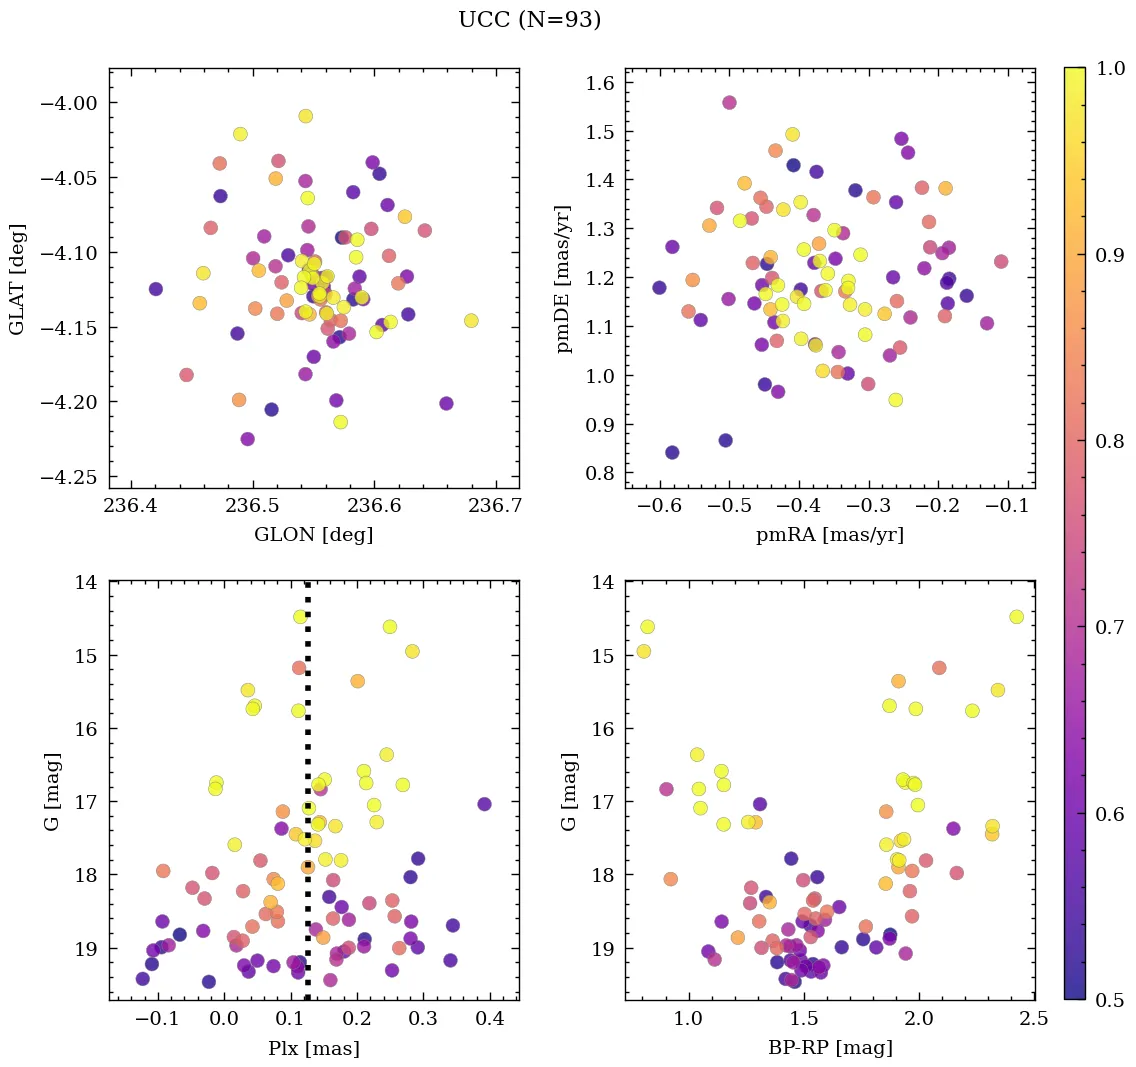 UCC (N=93)
−4.00
−4.05
−4.10
−4.15
−4.20
−4.25
GLAT [deg]
236.4 236.5 236.6 236.7
GLON [deg]
1.6
1.5
1.4
1.3
1.2
1.1
1.0
0.9
0.8
pmDE [mas/yr]
−0.6 −0.5 −0.4 −0.3 −0.2 −0.1
pmRA [mas/yr]
14
15
16
17
18
19
G [mag]
−0.1 0.0 0.1 0.2 0.3 0.4
Plx [mas]
14
15
16
17
18
19
G [mag]
1.0 1.5 2.0 2.5
BP-RP [mag]
1.0
0.9
0.8
0.7
0.6
0.5